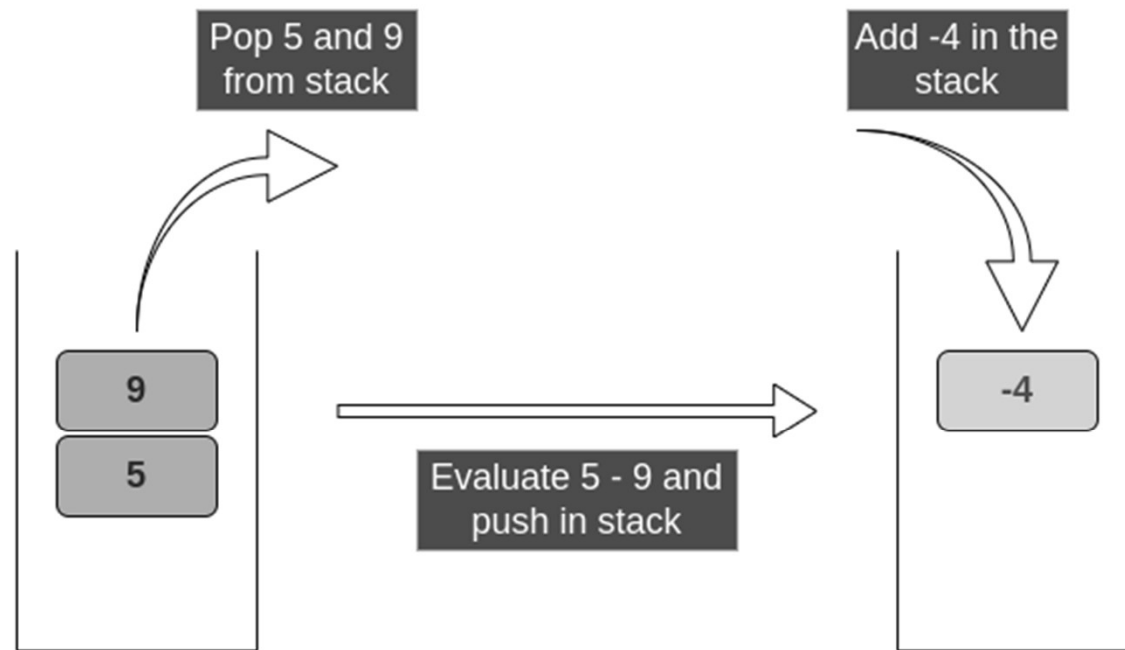 Pop 5 and 9
from stack
Add -4 in the
stack
9
5
Evaluate 5 - 9 and
push in stack
-4